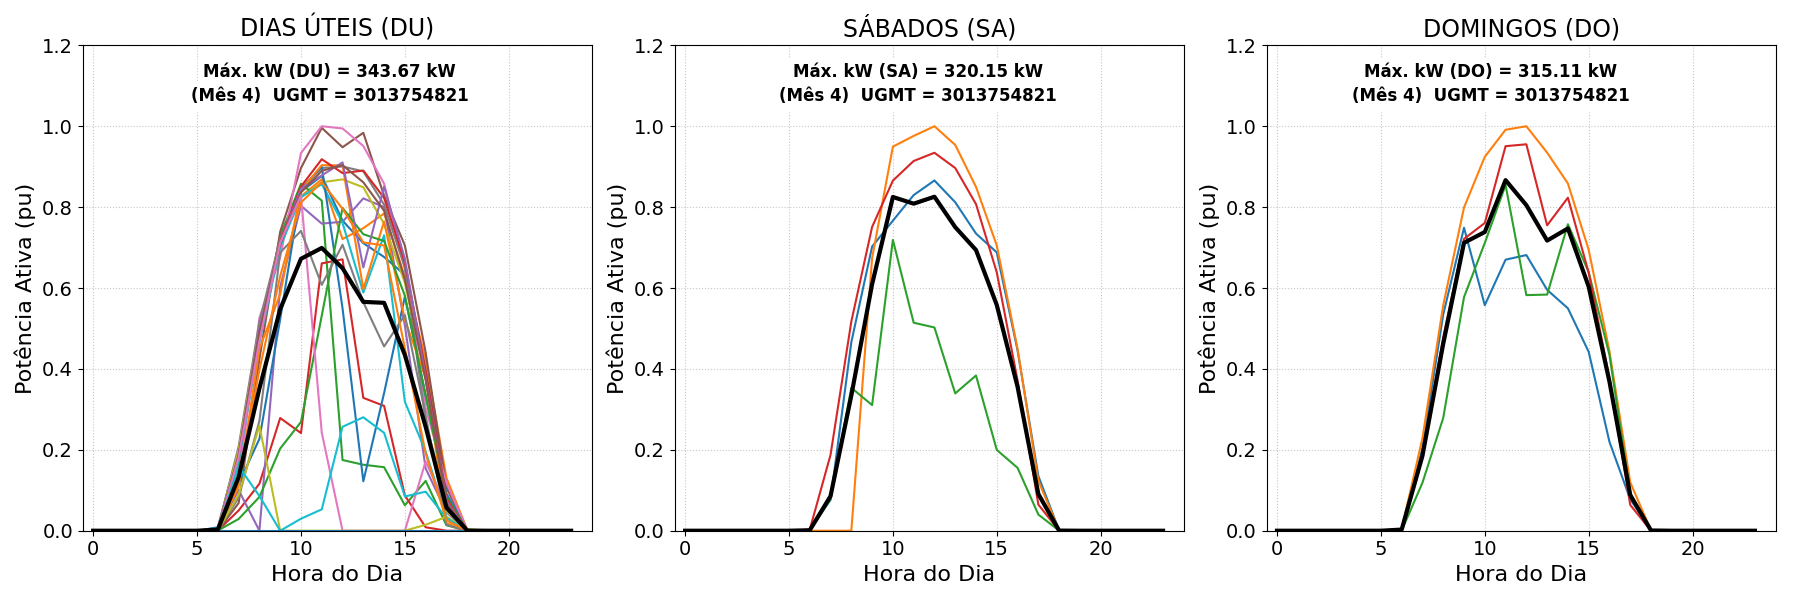 DIAS ÚTEIS (DU)
Máx. kW (DU) = 343.67 kW
(Mês 4)  UGMT = 3013754821
Potência Ativa (pu)
1.2
1.0
0.8
0.6
0.4
0.2
0.0
0 5 10 15 20
Hora do Dia
SÁBADOS (SA)
Máx. kW (SA) = 320.15 kW
(Mês 4)  UGMT = 3013754821
Potência Ativa (pu)
1.2
1.0
0.8
0.6
0.4
0.2
0.0
0 5 10 15 20
Hora do Dia
DOMINGOS (DO)
Máx. kW (DO) = 315.11 kW
(Mês 4)  UGMT = 3013754821
Potência Ativa (pu)
1.2
1.0
0.8
0.6
0.4
0.2
0.0
0 5 10 15 20
Hora do Dia